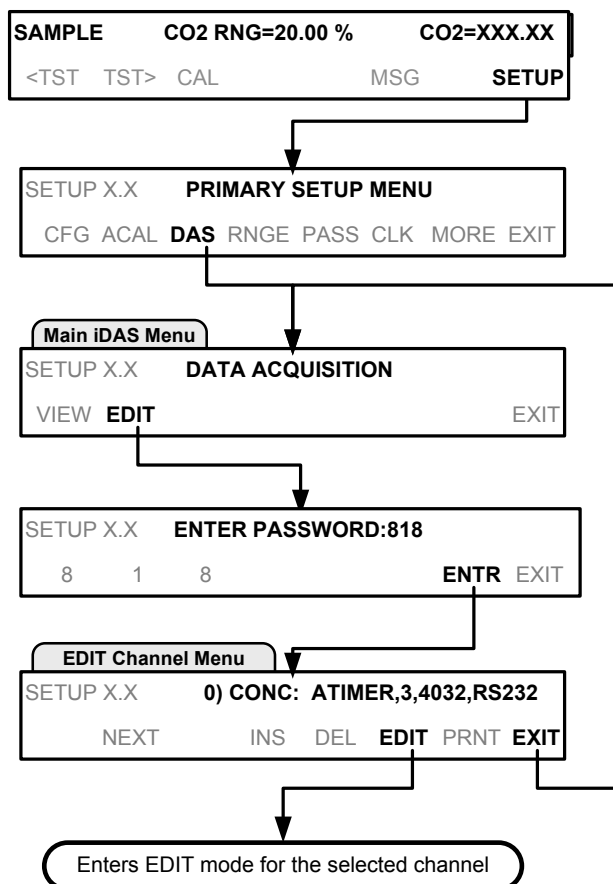 SAMPLE CO2 RNG=20.00 % CO2=XXX.XX
<TST TST> CAL MSG SETUP
SETUP X.X PRIMARY SETUP MENU
CFG ACAL DAS RNGE PASS CLK MORE EXIT
Main iDAS Menu
SETUP X.X DATA ACQUISITION
VIEW EDIT EXIT
SETUP X.X ENTER PASSWORD:818
8 1 8 ENTR EXIT
EDIT Channel Menu
SETUP X.X 0) CONC: ATIMER,3,4032,RS232
NEXT INS DEL EDIT PRNT EXIT
Enters EDIT mode for the selected channel